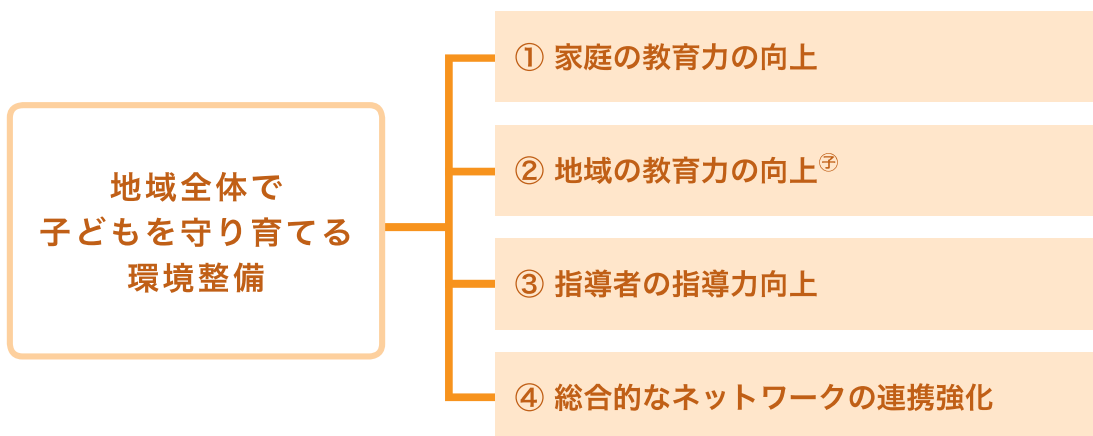 地域全体で
子どもを守り育てる
環境整備
① 家庭の教育力の向上
② 地域の教育力の向上㋙
③ 指導者の指導力向上
④ 総合的なネットワークの連携強化